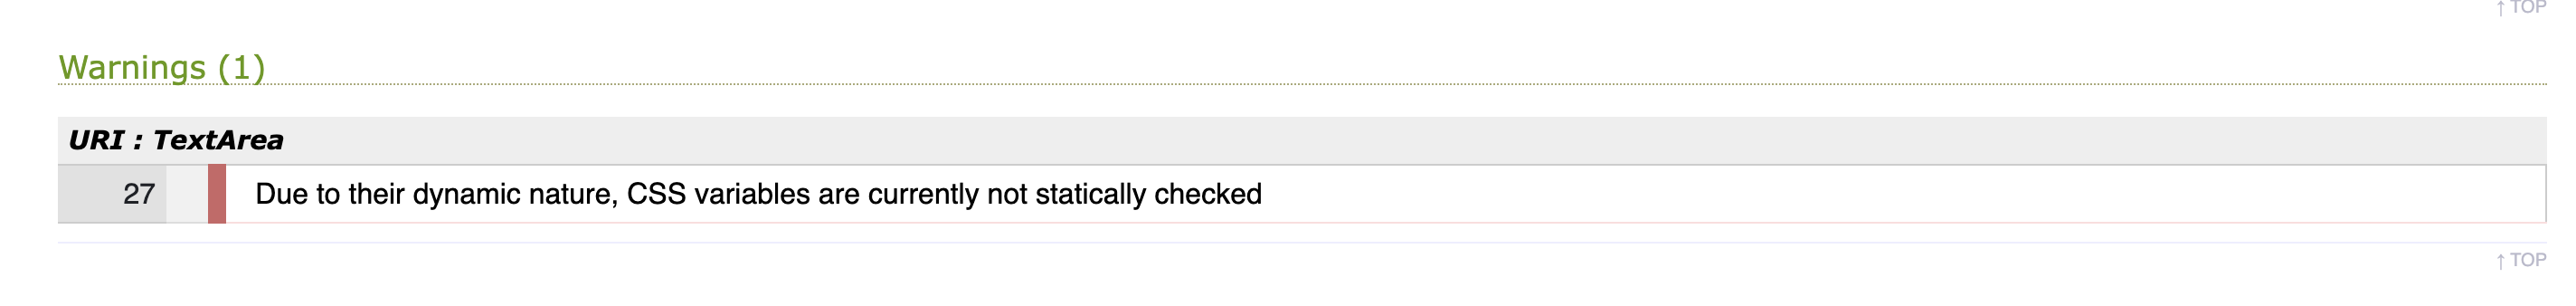 ↑ TOP
Warnings (1)
URI : TextArea
27 Due to their dynamic nature, CSS variables are currently not statically checked
↑ TOP